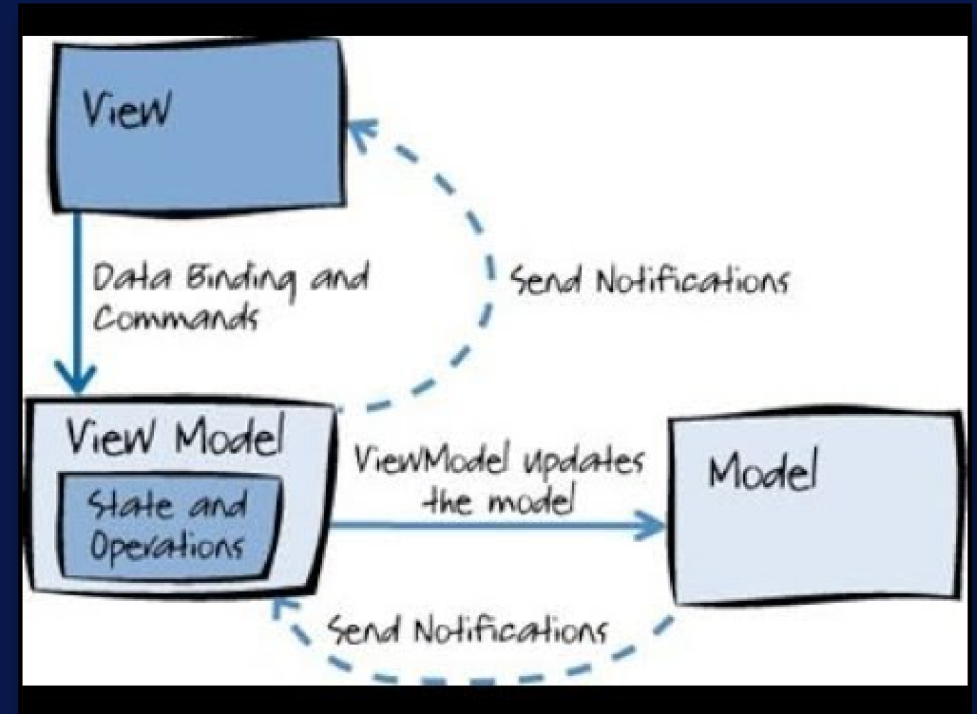 View
Data Binding and
Commands
Send Notifications
View Model
State and
Operations
ViewModel updates
the model
Model
Send Notifications